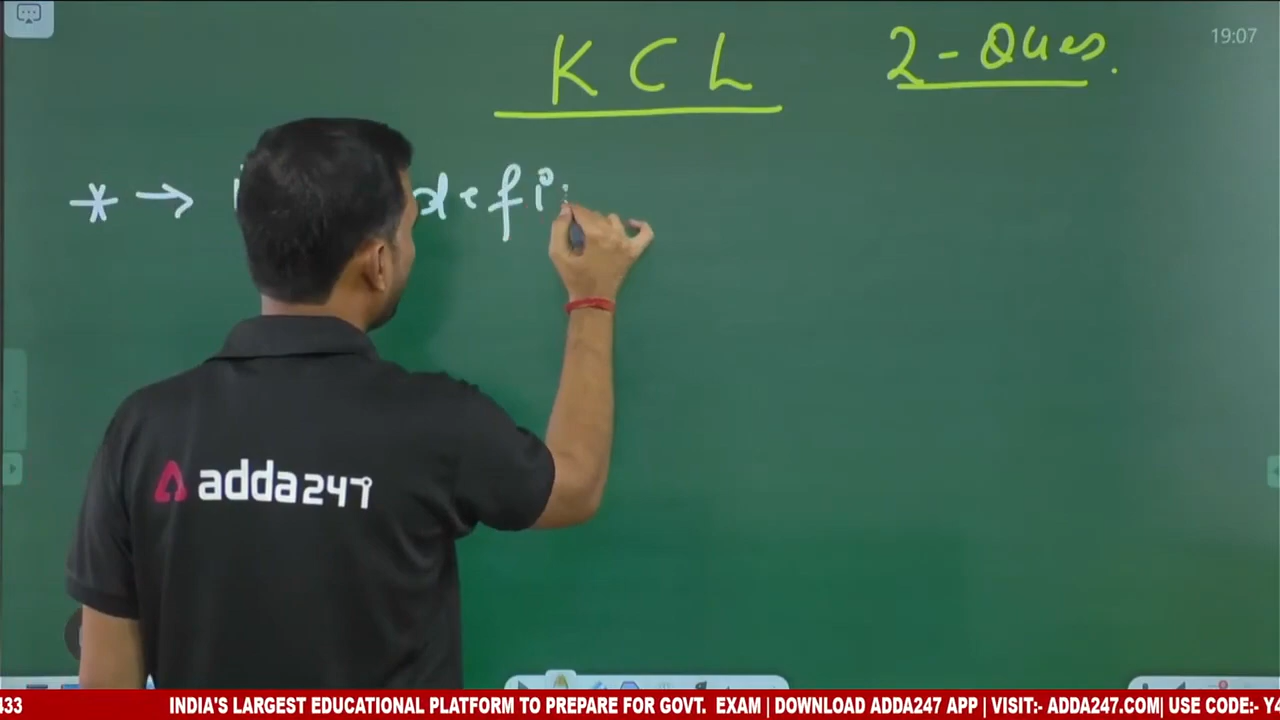 KCL
2-Ques.
19:07
* →
adda247
433 INDIA'S LARGEST EDUCATIONAL PLATFORM TO PREPARE FOR GOVT. EXAM | DOWNLOAD ADDA247 APP | VISIT:- ADDA247.COM| USE CODE:- Y4